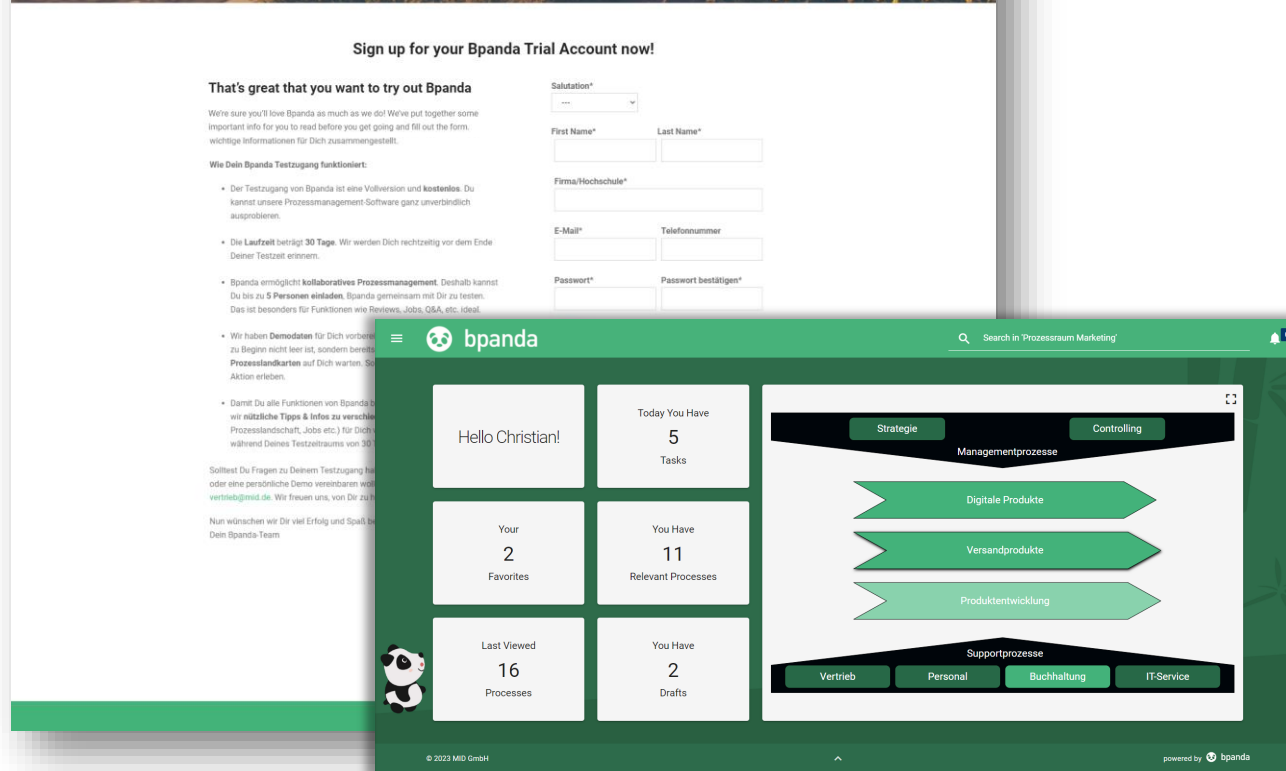 Sign up for your Bpanda Trial Account now!
That's great that you want to try out Bpanda
We're sure you'll love Bpanda as much as we do! We've put together some
important info for you to read before you get going and fill out the form.
wichtige Informationen für Dich zusammengestellt.
Wie Dein Bpanda Testzugang funktioniert:
• Der Testzugang von Bpanda ist eine Vollversion und kostenlos. Du
kannst unsere Prozessmanagement-Software ganz unverbindlich
ausprobieren.
• Die Laufzeit beträgt 30 Tage. Wir werden Dich rechtzeitig vor dem Ende
Deiner Testzeit erinnern.
• Bpanda ermöglicht kollaboratives Prozessmanagement. Deshalb kannst
Du bis zu 5 Personen einladen, Bpanda gemeinsam mit Dir zu testen.
Das ist besonders für Funktionen wie Reviews, Jobs, Q&A, etc. ideal.
• Wir haben Demodaten für Dich
zu Beginn nicht leer ist, sondern bereits
Prozesslandkarten auf Dich warten.
Aktion erleben.
• Damit Du alle Funktionen von Bpanda
wir nützliche Tipps & Infos zu
Prozesslandschaft, Jobs etc.) für Dich
während Deines Testzeitraums von 30
Solltest Du Fragen zu Deinem Testzugang
oder eine persönliche Demo vereinbaren
vertrieb@mid.de. Wir freuen uns, von Dir zu
Nun wünschen wir Dir viel Erfolg und Spaß
Dein Bpanda-Team
Salutation*
---
First Name* Last Name*
Firma/Hochschule*
E-Mail* Telefonnummer
Passwort* Passwort bestätigen*
bpanda
Search in 'Prozessraum Marketing'
Hello Christian!
Today You Have
5
Tasks
Your
2
Favorites
You Have
11
Relevant Processes
Last Viewed
16
Processes
You Have
2
Drafts
Strategie
Controlling
Managementprozesse
Digitale Produkte
Versandprodukte
Produktentwicklung
Supportprozesse
Vertrieb
Personal
Buchhaltung
IT-Service
© 2023 MID GmbH
powered by bpanda